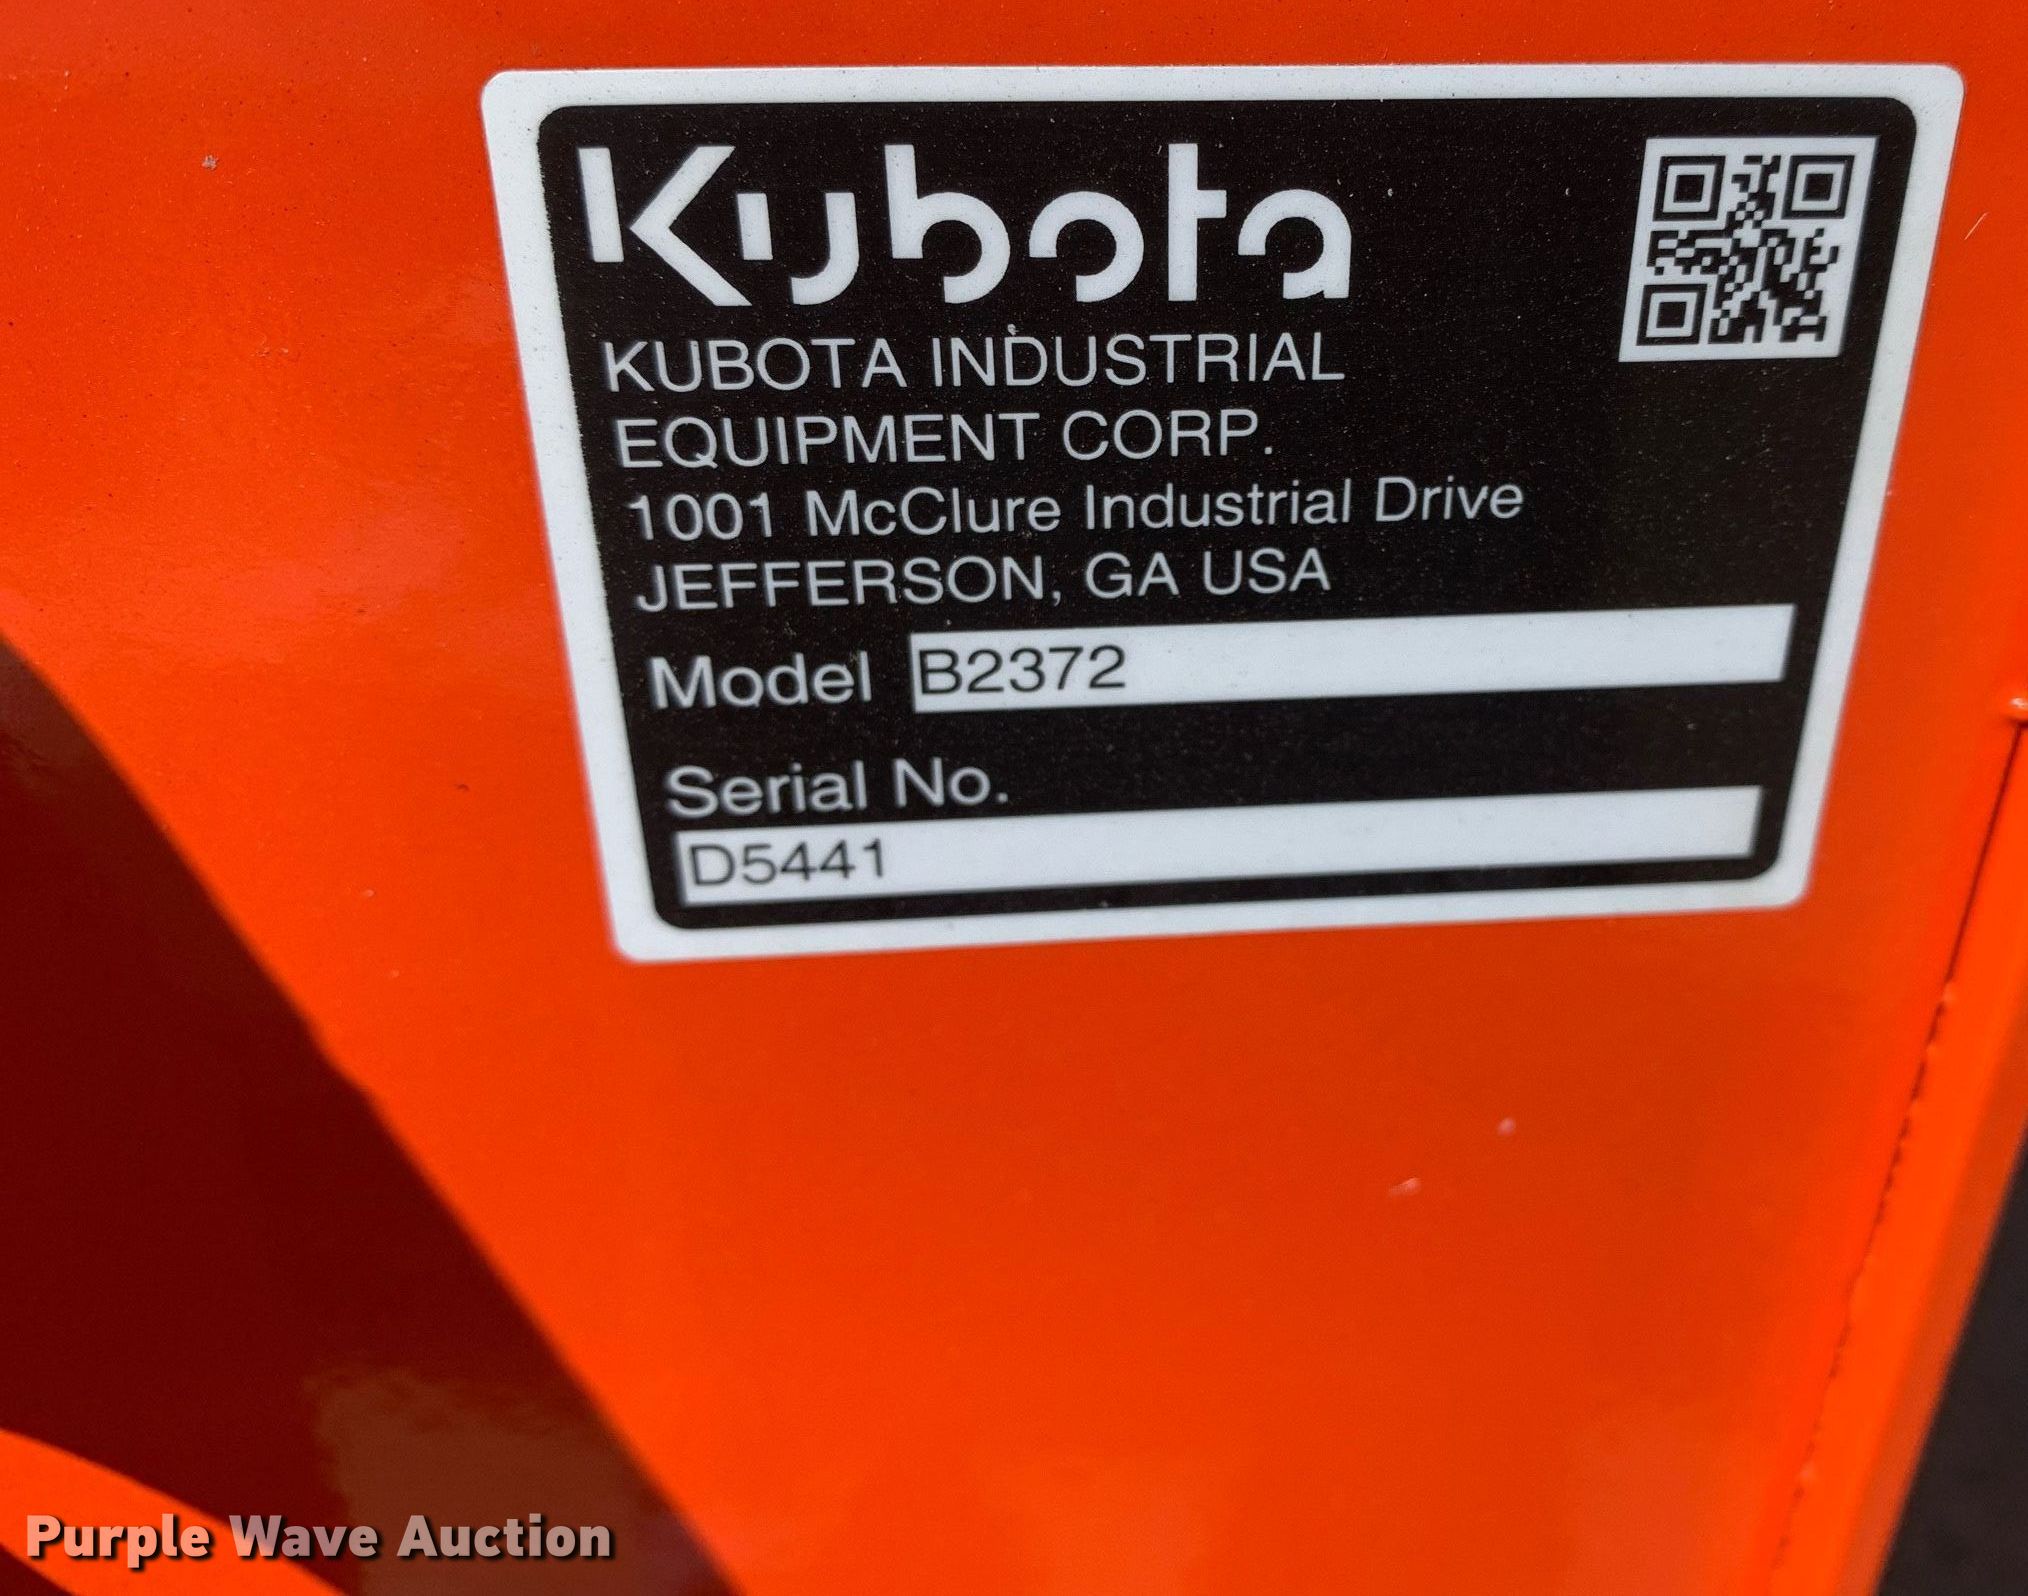 Kubota
KUBOTA INDUSTRIAL
EQUIPMENT CORP.
1001 McClure Industrial Drive
JEFFERSON, GA USA
Model B2372
Serial No.
D5441
Purple Wave Auction